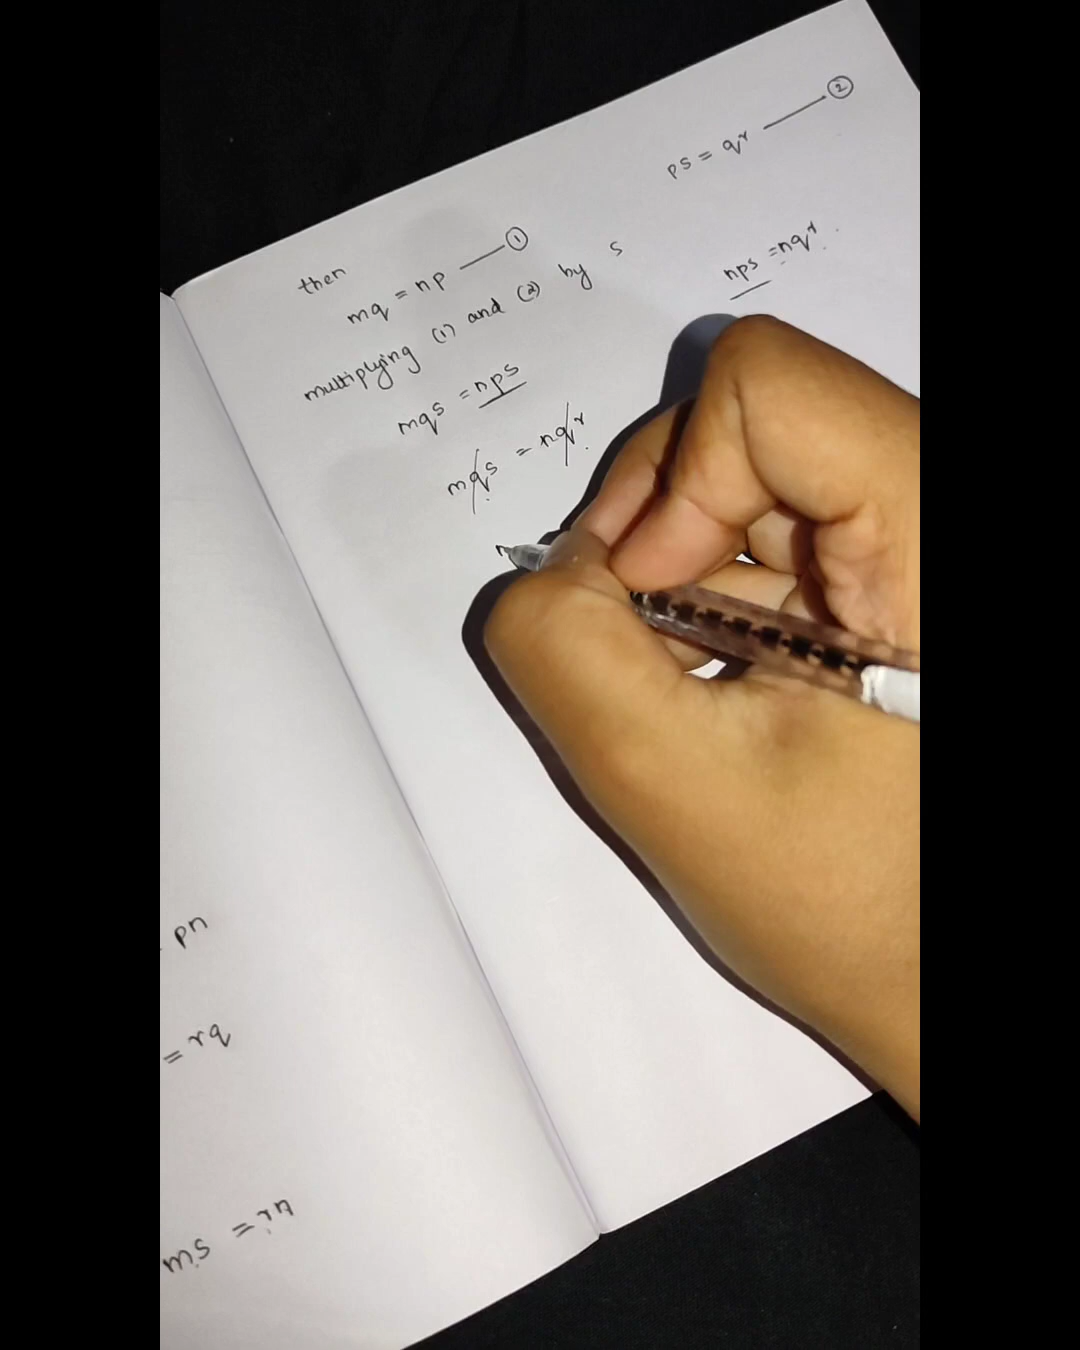 ps = qr —— ②
then
mq = np —— ①
multiplying (1) and (2) by s
nps = nqr.
mqs = nps
mqs = nqr
pn
= rq
ms = rn